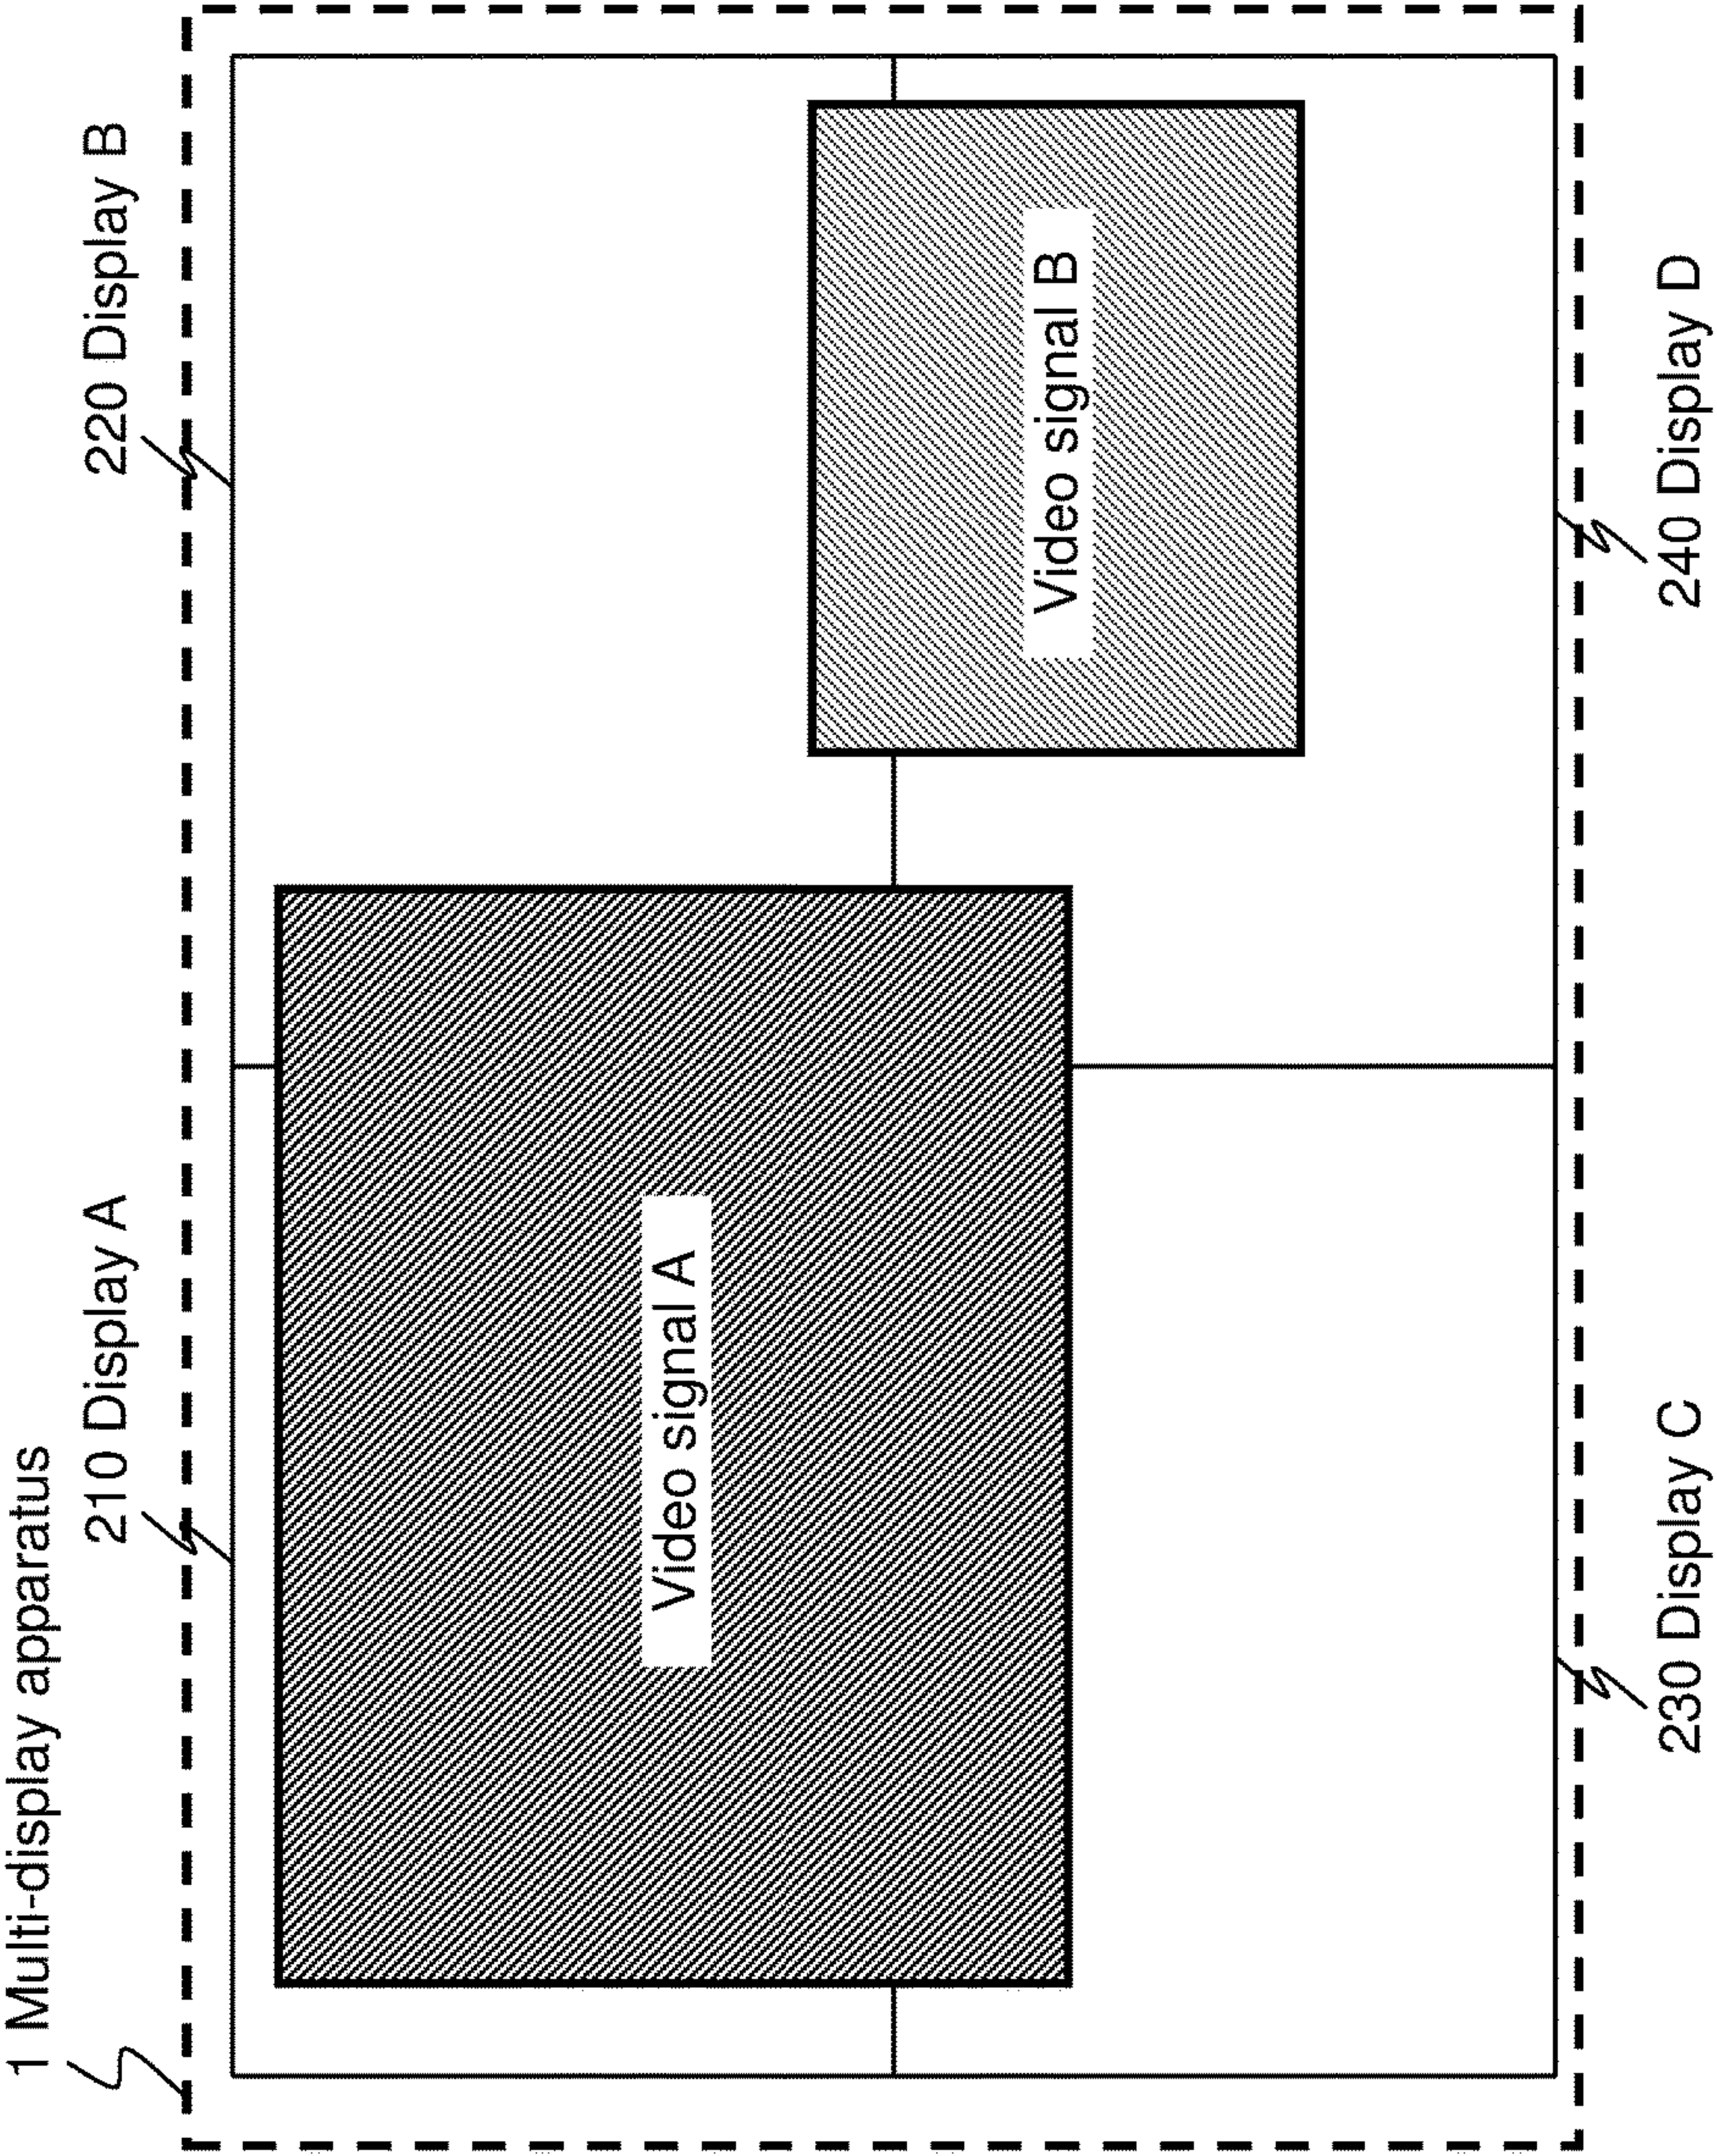 1 Multi-display apparatus
210 Display A
220 Display B
Video signal A
Video signal B
230 Display C
240 Display D